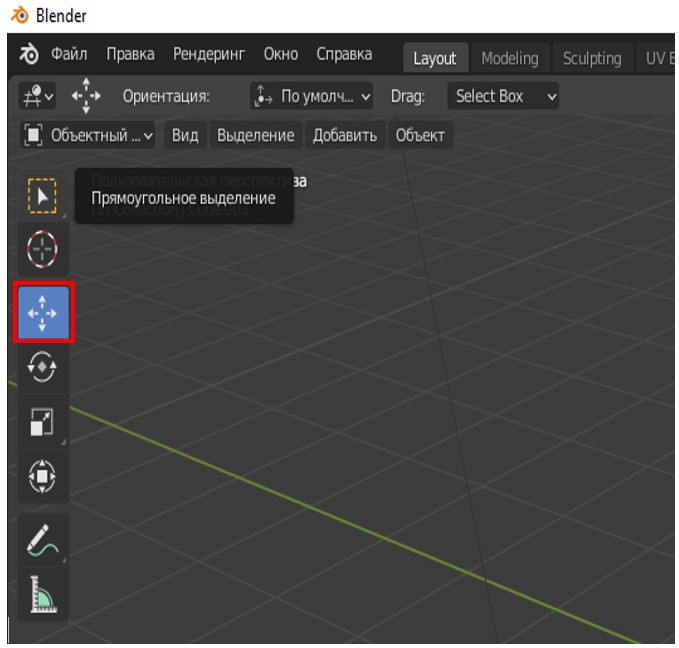 Blender
Файл Правка Рендеринг Окно Справка Layout Modeling Sculpting UV E
Ориентация: По умолч... Drag: Select Box
Объектный ... Вид Выделение Добавить Объект
Пользовательская перспектива
Прямоугольное выделение
(1) Collection | Cube.001